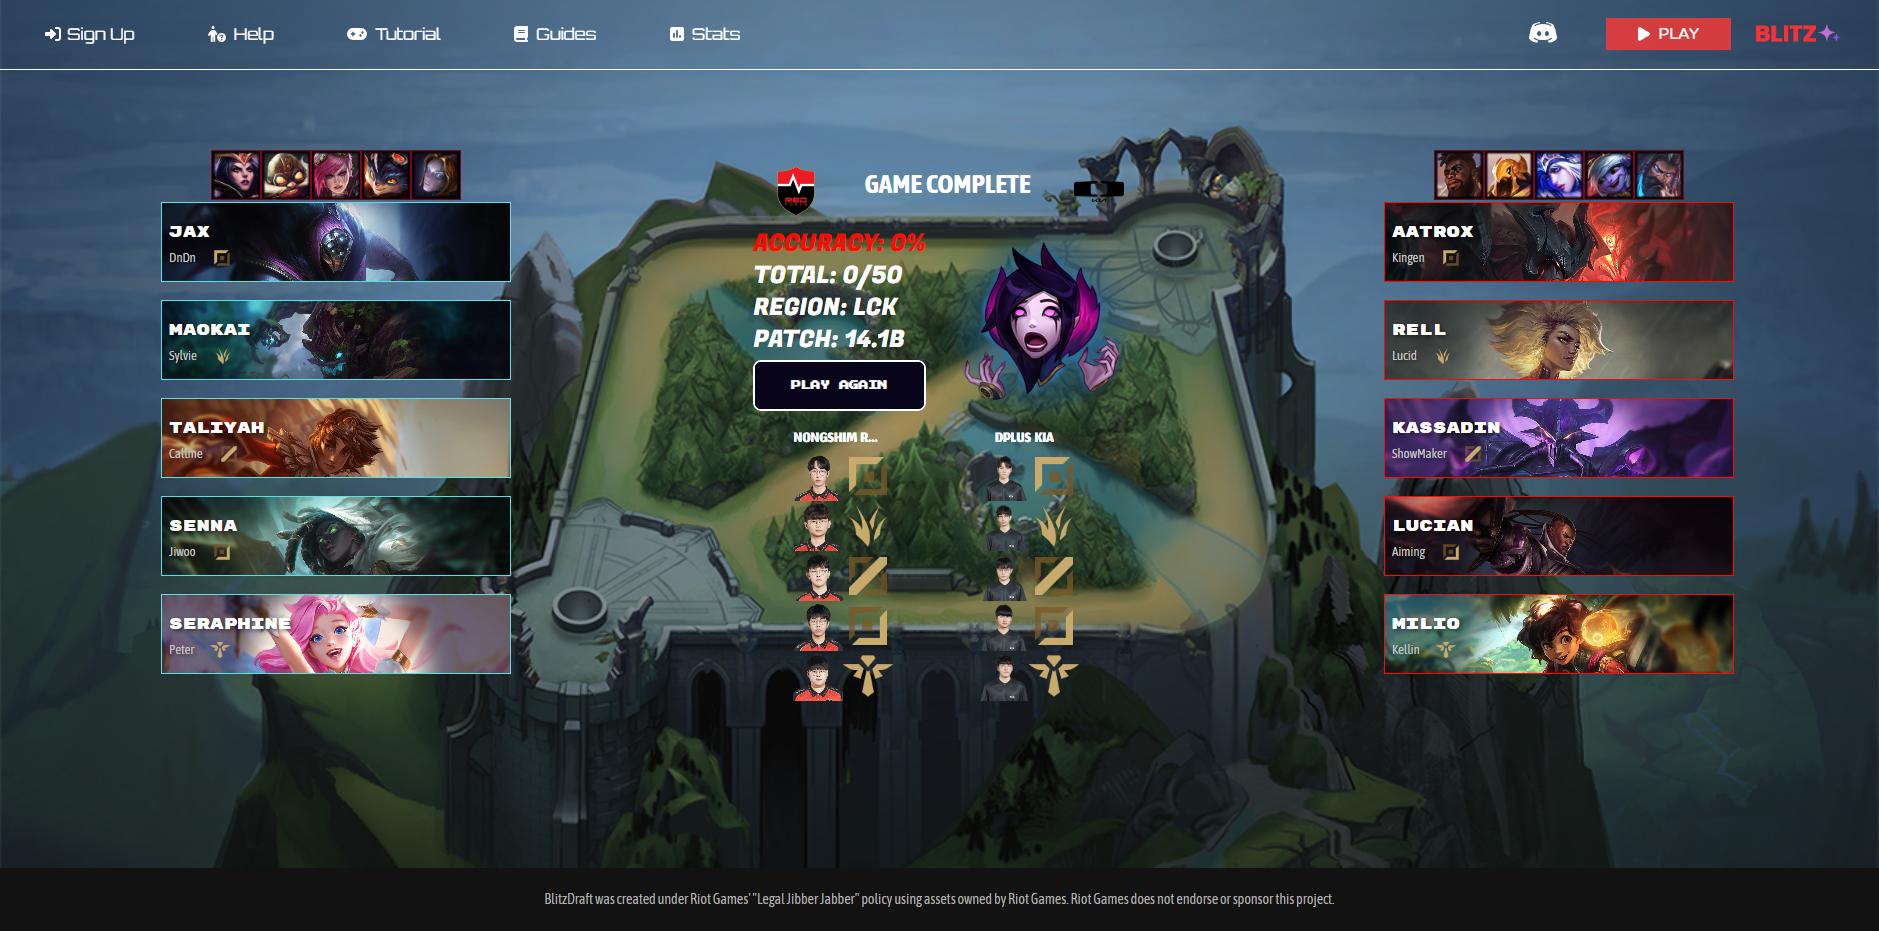 Sign Up
Help
Tutorial
Guides
Stats
PLAY
BLITZ
GAME COMPLETE
ACCURACY: 0%
TOTAL: 0/50
REGION: LCK
PATCH: 14.1B
PLAY AGAIN
JAX
DnDn
MAOKAI
Sylvie
TALIYAH
Callme
SENNA
Jiwoo
SERAPHINE
Peter
NONGSHIM R...
DPLUS KIA
AATROX
Kingen
RELL
Lucid
KASSADIN
ShowMaker
LUCIAN
Aiming
MILIO
Kellin
BlitzDraft was created under Riot Games' "Legal Jibber Jabber" policy using assets owned by Riot Games. Riot Games does not endorse or sponsor this project.